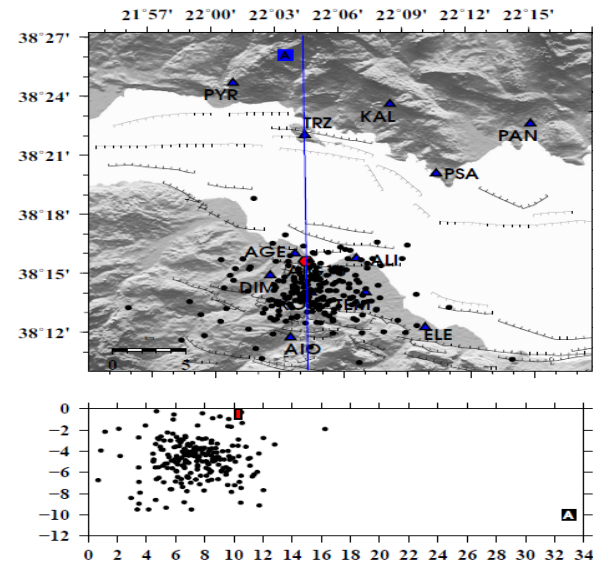 21°57' 22°00' 22°03' 22°06' 22°09' 22°15'
38°27'
A
PYR
38°24'
KAL
TRZ
PAN
38°21'
PSA
38°18'
AGE
ALI
38°15'
DIM
38°12'
ELE
AIO
0 5
0
−2
−4
−6
−8
−10
A
−12
0 2 4 6 8 10 12 14 16 18 20 22 24 26 28 30 32 34